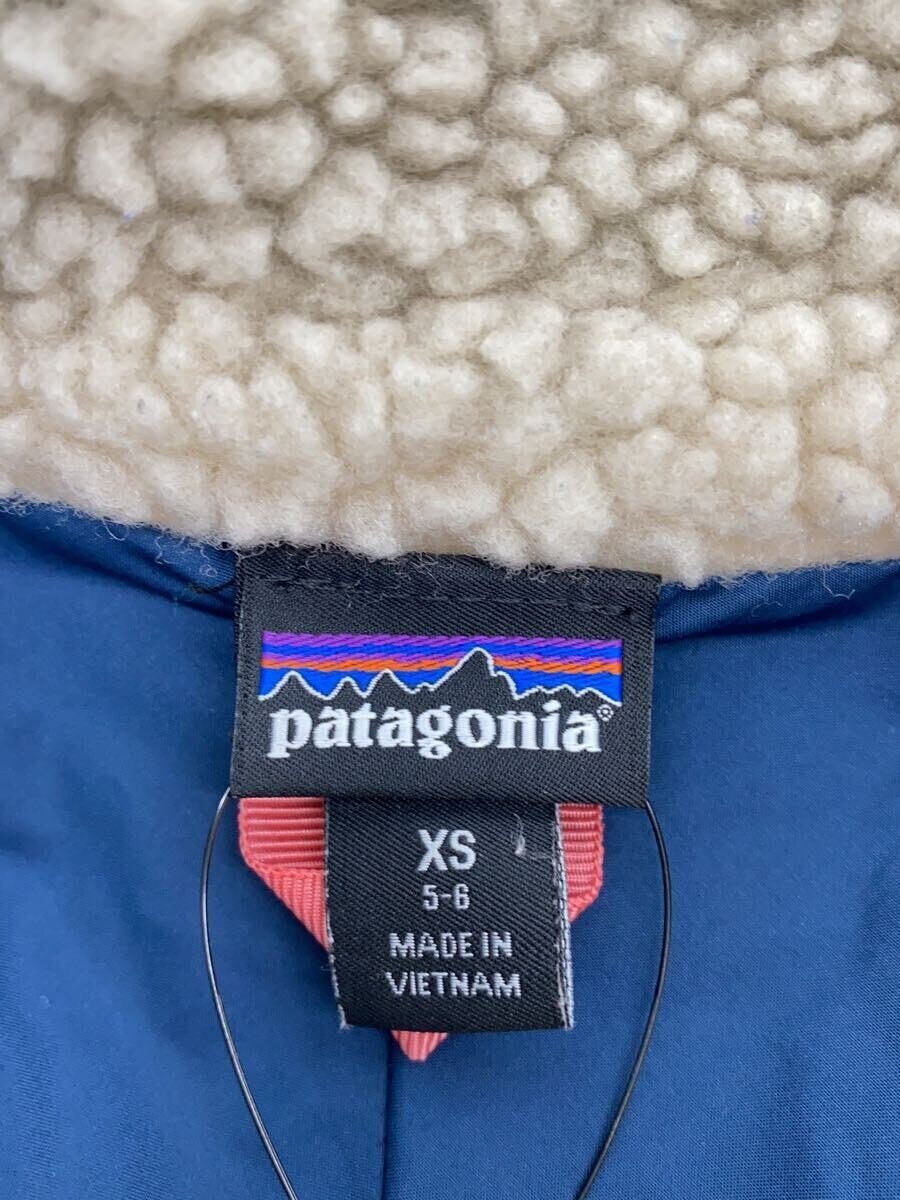 patagonia®
XS
5-6
MADE IN
VIETNAM